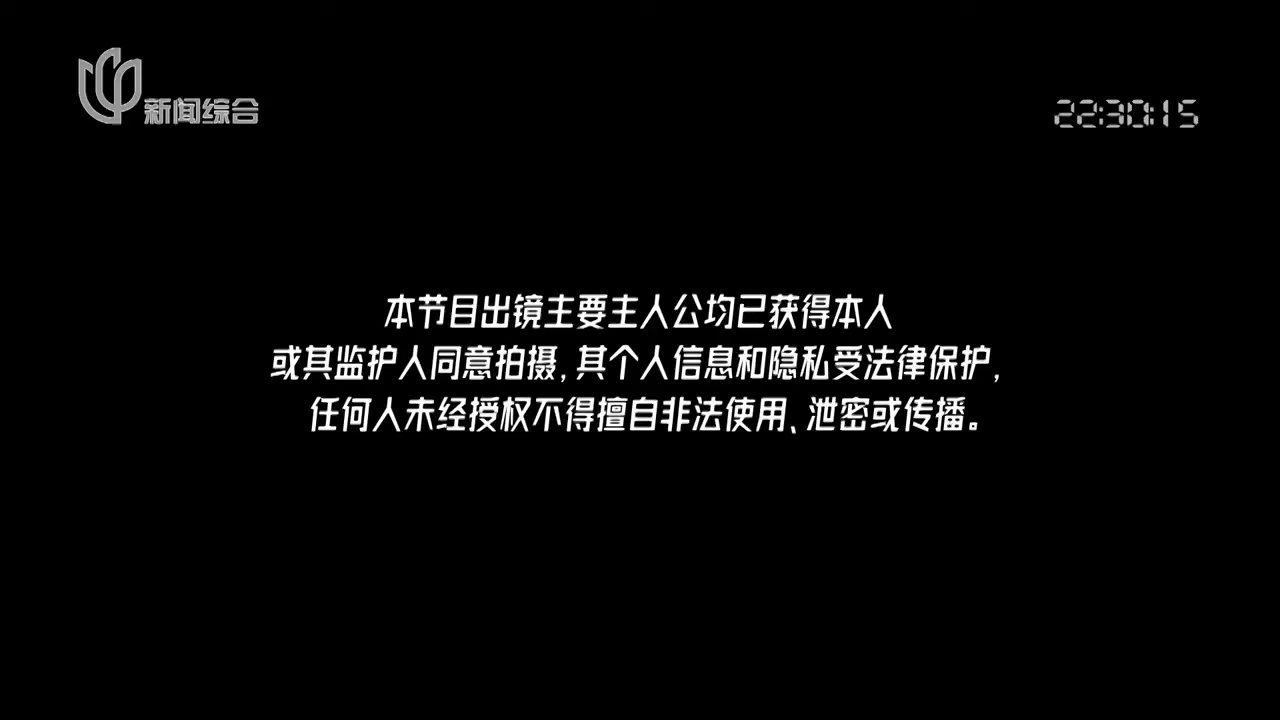 新闻综合
22:30:15
本节目出镜主要主人公均已获得本人
或其监护人同意拍摄,其个人信息和隐私受法律保护,
任何人未经授权不得擅自非法使用、泄密或传播。